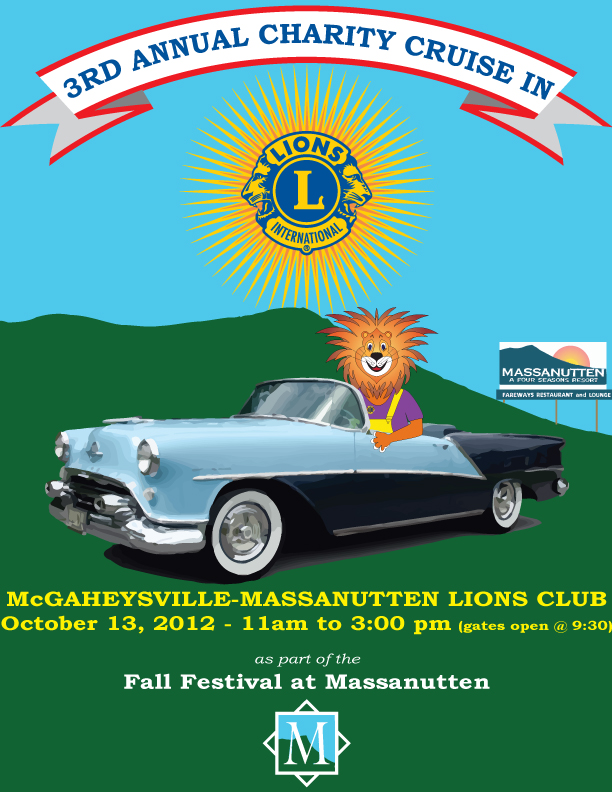 3RD ANNUAL CHARITY CRUISE IN
LIONS
L
INTERNATIONAL
®
MASSANUTTEN
A FOUR SEASONS RESORT
FAREWAYS RESTAURANT and LOUNGE
McGAHEYSVILLE-MASSANUTTEN LIONS CLUB
October 13, 2012 - 11am to 3:00 pm (gates open @ 9:30)
as part of the
Fall Festival at Massanutten
M